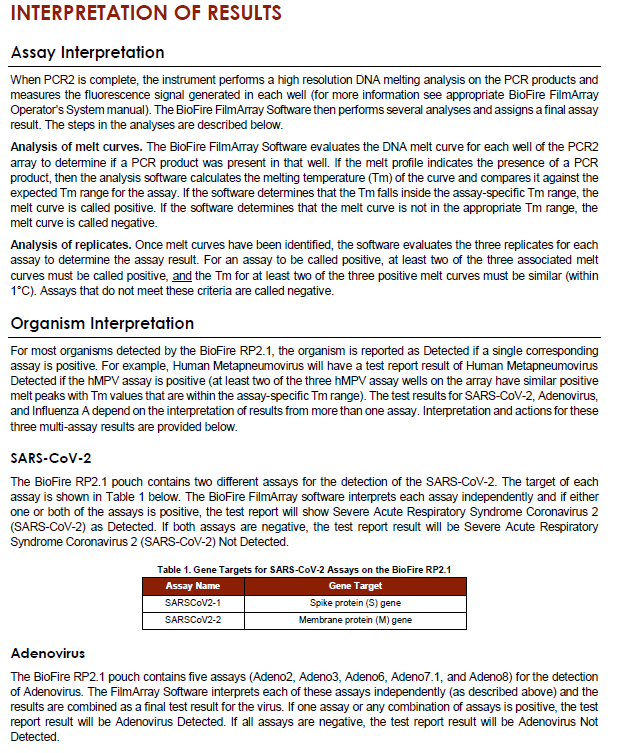 INTERPRETATION OF RESULTS
Assay Interpretation
When PCR2 is complete, the instrument performs a high resolution DNA melting analysis on the PCR products and
measures the fluorescence signal generated in each well (for more information see appropriate BioFire FilmArray
Operator's System manual). The BioFire FilmArray Software then performs several analyses and assigns a final assay
result. The steps in the analyses are described below.
Analysis of melt curves. The BioFire FilmArray Software evaluates the DNA melt curve for each well of the PCR2
array to determine if a PCR product was present in that well. If the melt profile indicates the presence of a PCR
product, then the analysis software calculates the melting temperature (Tm) of the curve and compares it against the
expected Tm range for the assay. If the software determines that the Tm falls inside the assay-specific Tm range, the
melt curve is called positive. If the software determines that the melt curve is not in the appropriate Tm range, the
melt curve is called negative.
Analysis of replicates. Once melt curves have been identified, the software evaluates the three replicates for each
assay to determine the assay result. For an assay to be called positive, at least two of the three associated melt
curves must be called positive, and the Tm for at least two of the three positive melt curves must be similar (within
1°C). Assays that do not meet these criteria are called negative.
Organism Interpretation
For most organisms detected by the BioFire RP2.1, the organism is reported as Detected if a single corresponding
assay is positive. For example, Human Metapneumovirus will have a test report result of Human Metapneumovirus
Detected if the hMPV assay is positive (at least two of the three hMPV assay wells on the array have similar positive
melt peaks with Tm values that are within the assay-specific Tm range). The test results for SARS-CoV-2, Adenovirus,
and Influenza A depend on the interpretation of results from more than one assay. Interpretation and actions for these
three multi-assay results are provided below.
SARS-CoV-2
The BioFire RP2.1 pouch contains two different assays for the detection of the SARS-CoV-2. The target of each
assay is shown in Table 1 below. The BioFire FilmArray software interprets each assay independently and if either
one or both of the assays is positive, the test report will show Severe Acute Respiratory Syndrome Coronavirus 2
(SARS-CoV-2) as Detected. If both assays are negative, the test report result will be Severe Acute Respiratory
Syndrome Coronavirus 2 (SARS-CoV-2) Not Detected.
Table 1. Gene Targets for SARS-CoV-2 Assays on the BioFire RP2.1
Assay Name Gene Target
SARSCoV2-1 Spike protein (S) gene
SARSCoV2-2 Membrane protein (M) gene
Adenovirus
The BioFire RP2.1 pouch contains five assays (Adeno2, Adeno3, Adeno6, Adeno7.1, and Adeno8) for the detection
of Adenovirus. The FilmArray Software interprets each of these assays independently (as described above) and the
results are combined as a final test result for the virus. If one assay or any combination of assays is positive, the test
report result will be Adenovirus Detected. If all assays are negative, the test report result will be Adenovirus Not
Detected.